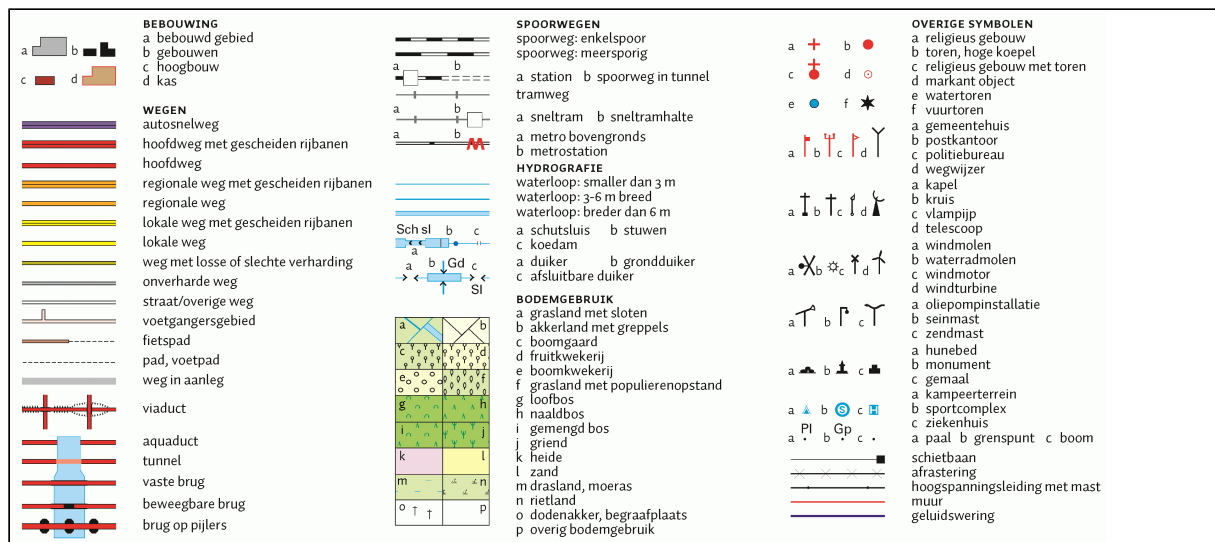 BEBOUWING
a bebouwd gebied
b gebouwen
c hoogbouw
d kas
a b
c d
WEGEN
autosnelweg
hoofdweg met gescheiden rijbanen
hoofdweg
regionale weg met gescheiden rijbanen
regionale weg
lokale weg met gescheiden rijbanen
lokale weg
weg met losse of slechte verharding
onverharde weg
straat/overige weg
voetgangersgebied
fietspad
pad, voetpad
weg in aanleg
viaduct
aquaduct
tunnel
vaste brug
beweegbare brug
brug op pijlers
SPOORWEGEN
spoorweg: enkelspoor
spoorweg: meersporig
a b
a station b spoorweg in tunnel
tramweg
a b
a sneltram b sneltramhalte
a b
a metro bovengronds
b metrostation
HYDROGRAFIE
waterloop: smaller dan 3 m
waterloop: 3-6 m breed
waterloop: breder dan 6 m
Sch sl b c
a
a schutsluis b stuwen
c koedam
a b Gd c
Sl
a duiker b grondduiker
c afsluitbare duiker
BODEMGEBRUIK
a grasland met sloten
b akkerland met greppels
c boomgaard
d fruitkwekerij
e boomkwekerij
f grasland met populierenopstand
g loofbos
h naaldbos
i gemengd bos
j griend
k heide
l zand
m drasland, moeras
n rietland
o dodenakker, begraafplaats
p overig bodemgebruik
a b
c d
e f
g h
i j
k l
m n
o p
OVERIGE SYMBOLEN
a religieus gebouw
b toren, hoge koepel
c religieus gebouw met toren
d markant object
e watertoren
f vuurtoren
a b
c d
e f
a gemeentehuis
b postkantoor
c politiebureau
d wegwijzer
a b c d
a kapel
b kruis
c vlampijp
d telescoop
a b c d
a windmolen
b waterradmolen
c windmotor
d windturbine
a b c d
a oliepompinstallatie
b seinmast
c zendmast
a b c
a hunebed
b monument
c gemaal
a b c
a kampeerterrein
b sportcomplex
c ziekenhuis
a b S c H
Pl Gp
a b c
a paal b grenspunt c boom
schietbaan
afrastering
hoogspanningsleiding met mast
muur
geluidswering